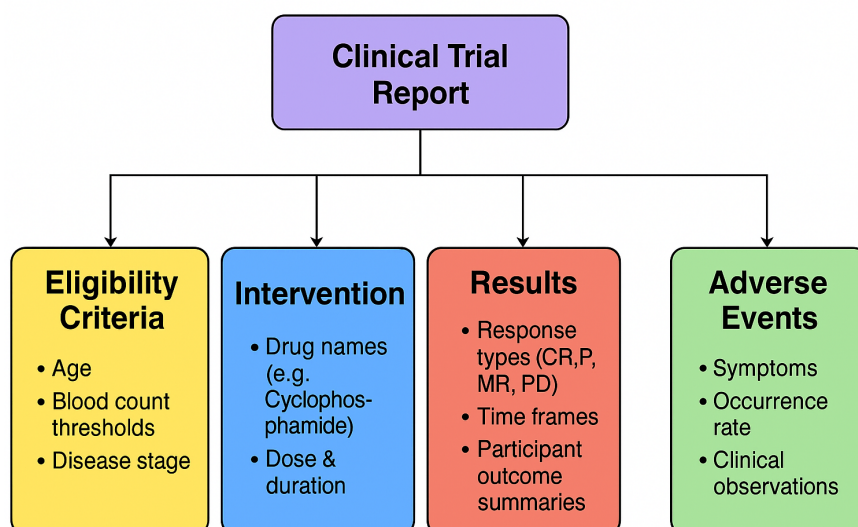 Clinical Trial
Report
Eligibility
Criteria
• Age
• Blood count
thresholds
• Disease stage
Intervention
• Drug names
(e.g.
Cyclophos-
phamide)
• Dose &
duration
Results
• Response
types (CR,P,
MR, PD)
• Time frames
• Participant
outcome
summaries
Adverse
Events
• Symptoms
• Occurrence
rate
• Clinical
observations